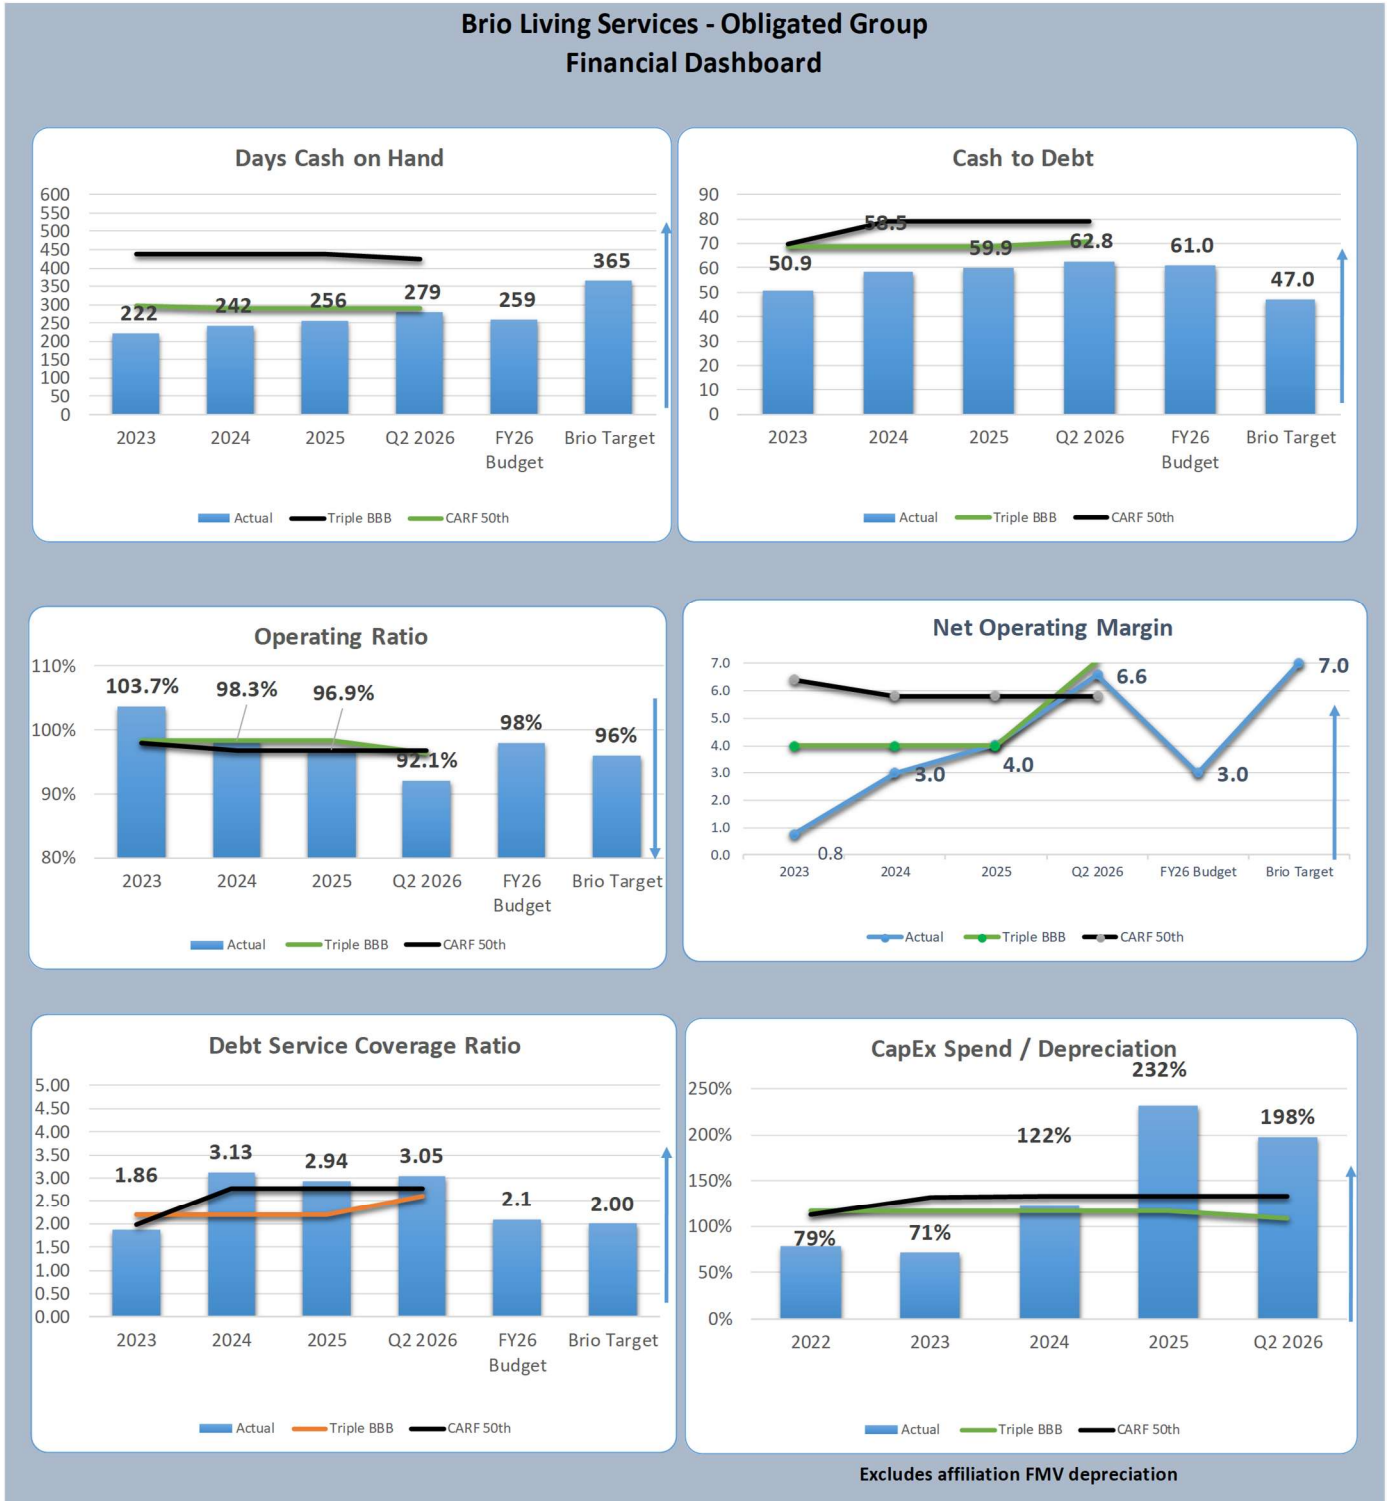 Brio Living Services - Obligated Group
Financial Dashboard
Days Cash on Hand
600
550
500
450
400
350
300
250
200
150
100
50
0
222
242
256
279
259
365
2023
2024
2025
Q2 2026
FY26
Budget
Brio Target
Actual
Triple BBB
CARF 50th
Cash to Debt
90
80
70
60
50
40
30
20
10
0
50.9
58.5
59.9
62.8
61.0
47.0
2023
2024
2025
Q2 2026
FY26
Budget
Brio Target
Actual
Triple BBB
CARF 50th
Operating Ratio
110%
100%
90%
80%
103.7%
98.3%
96.9%
92.1%
98%
96%
2023
2024
2025
Q2 2026
FY26
Budget
Brio Target
Actual
Triple BBB
CARF 50th
Net Operating Margin
7.0
6.0
5.0
4.0
3.0
2.0
1.0
0.0
0.8
3.0
4.0
6.6
3.0
7.0
2023
2024
2025
Q2 2026
FY26 Budget
Brio Target
Actual
Triple BBB
CARF 50th
Debt Service Coverage Ratio
5.00
4.50
4.00
3.50
3.00
2.50
2.00
1.50
1.00
0.50
0.00
1.86
3.13
2.94
3.05
2.1
2.00
2023
2024
2025
Q2 2026
FY26
Budget
Brio Target
Actual
Triple BBB
CARF 50th
CapEx Spend / Depreciation
250%
200%
150%
100%
50%
0%
79%
71%
122%
232%
198%
2022
2023
2024
2025
Q2 2026
Actual
Triple BBB
CARF 50th
Excludes affiliation FMV depreciation